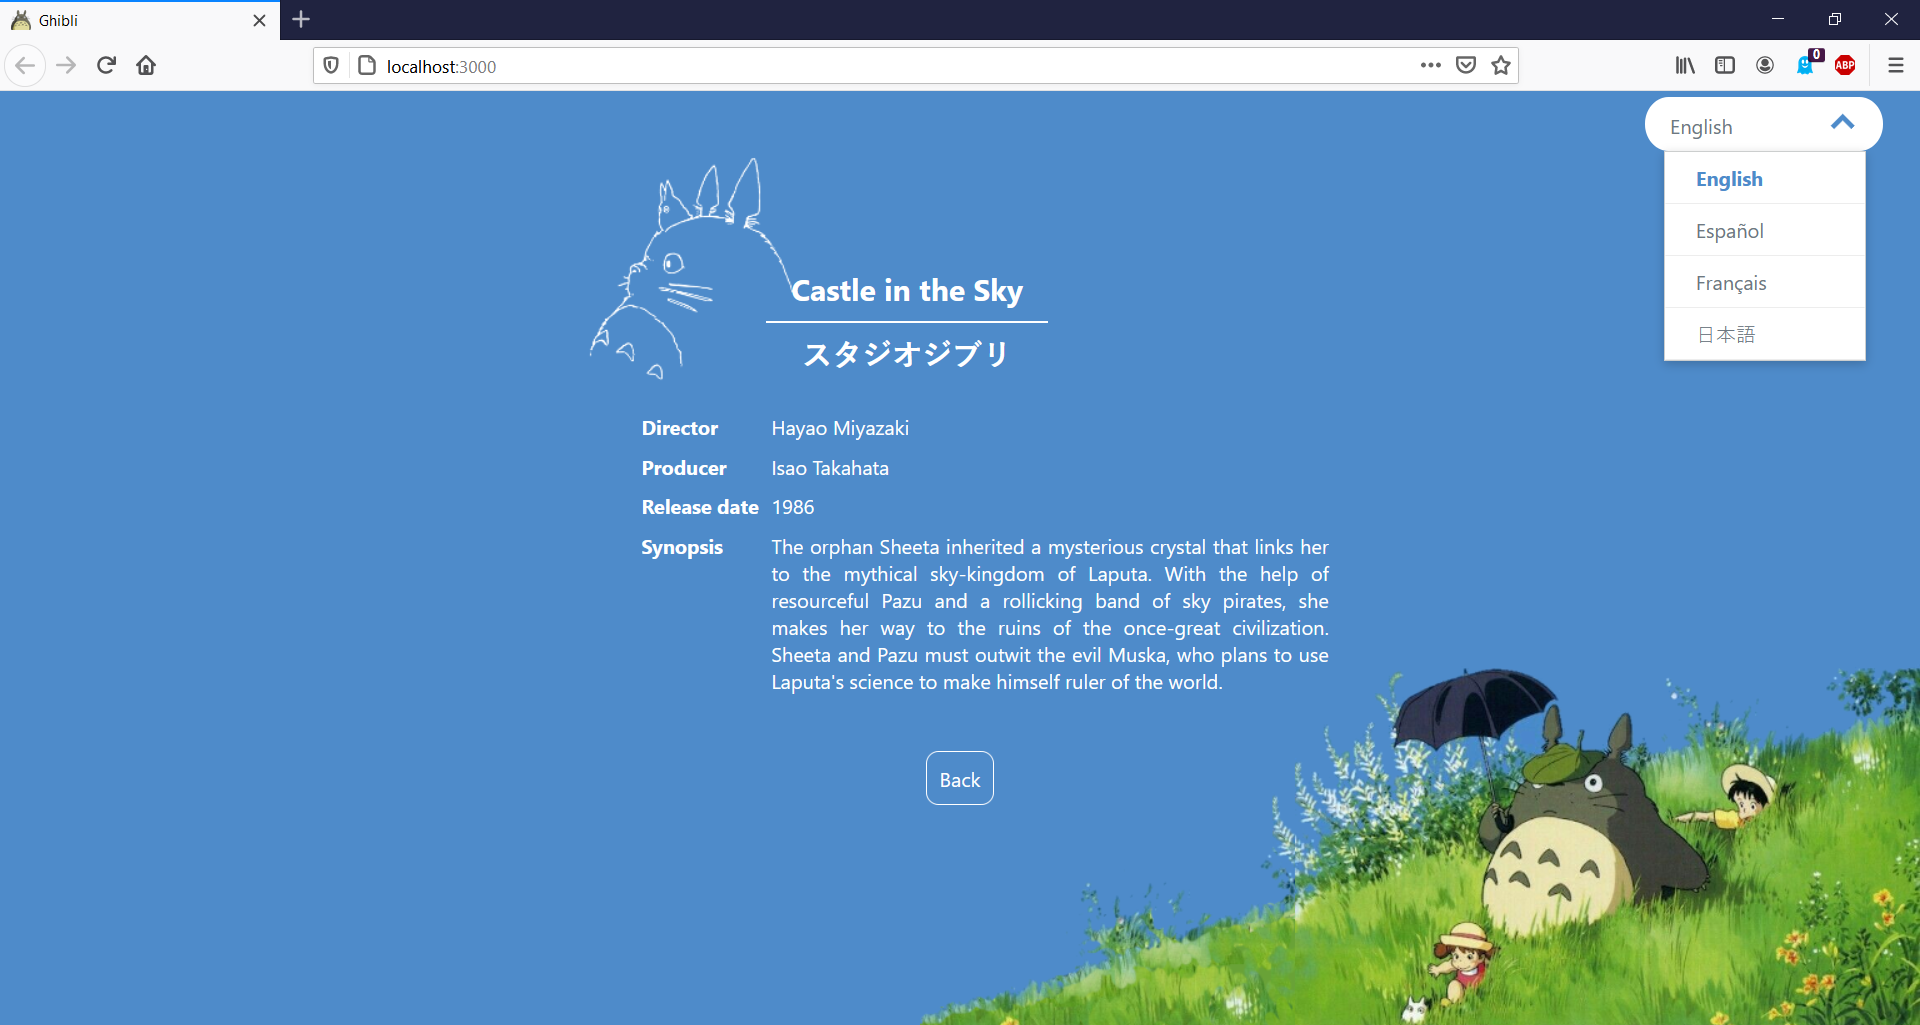 Ghibli
localhost:3000
0
ABP
English
English
Español
Français
日本語
Castle in the Sky
スタジオジブリ
Director Hayao Miyazaki
Producer Isao Takahata
Release date 1986
Synopsis The orphan Sheeta inherited a mysterious crystal that links her
to the mythical sky-kingdom of Laputa. With the help of
resourceful Pazu and a rollicking band of sky pirates, she
makes her way to the ruins of the once-great civilization.
Sheeta and Pazu must outwit the evil Muska, who plans to use
Laputa's science to make himself ruler of the world.
Back